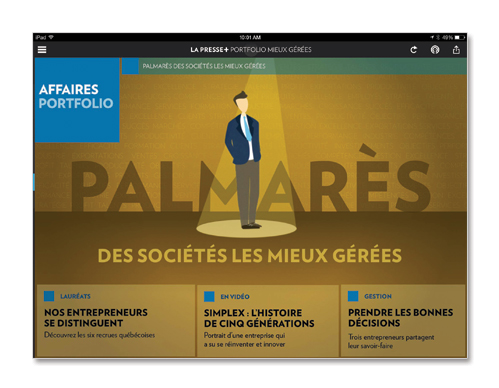 iPad
10:01 AM
49%
LA PRESSE+ PORTFOLIO MIEUX GÉRÉES
AFFAIRES
PORTFOLIO
PALMARÈS DES SOCIÉTÉS MIEUX GÉRÉES
PALMARÈS
DES SOCIÉTÉS LES MIEUX GÉRÉES
LAURÉATS
NOS ENTREPRENEURS
SE DISTINGUENT
Découvrez les six recrues québécoises
EN VIDÉO
SIMPLEX : L'HISTOIRE
DE CINQ GÉNÉRATIONS
Portrait d'une entreprise qui
a su se réinventer et innover
GESTION
PRENDRE LES BONNES
DÉCISIONS
Trois entrepreneurs partagent
leur savoir-faire